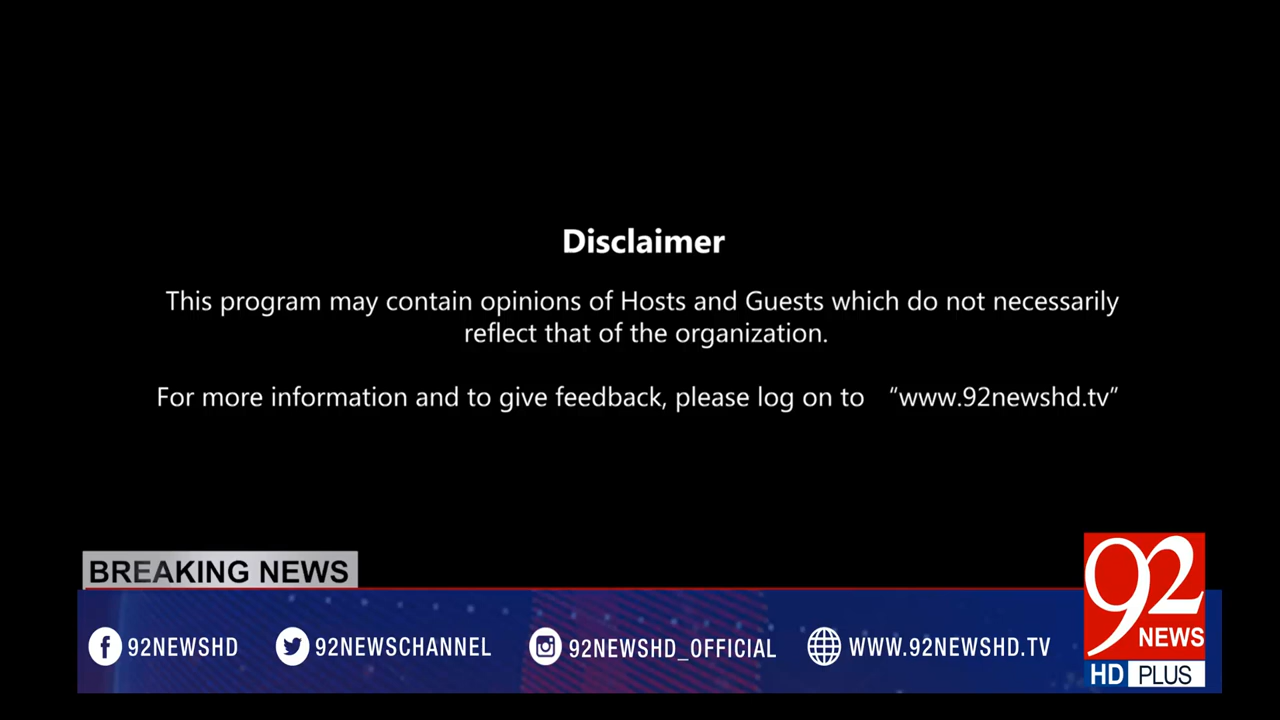 Disclaimer
This program may contain opinions of Hosts and Guests which do not necessarily
reflect that of the organization.
For more information and to give feedback, please log on to “www.92newshd.tv”
BREAKING NEWS
92NEWSHD 92NEWSCHANNEL 92NEWSHD_OFFICIAL WWW.92NEWSHD.TV
92
NEWS
HD PLUS